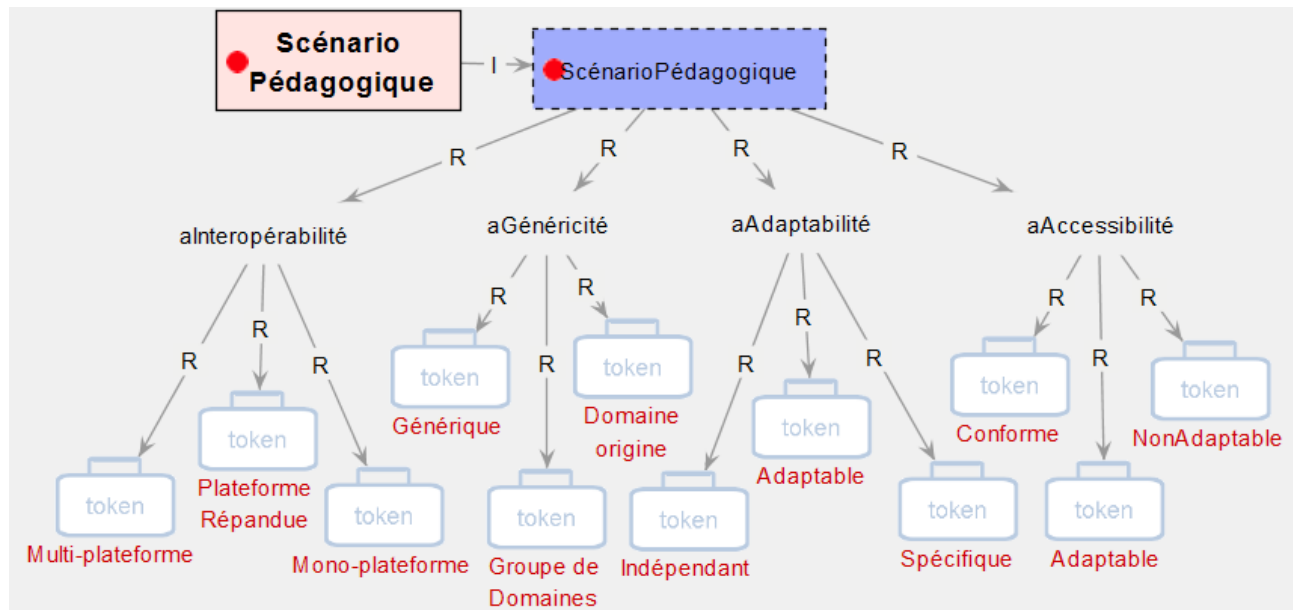 Scénario
Pédagogique
I
ScénarioPédagogique
R
R
R
R
aInteropérabilité
aGénéricité
aAdaptabilité
aAccessibilité
R
R
R
R
R
R
R
R
R
R
R
R
token
Multi-plateforme
token
Plateforme
Répandue
token
Mono-plateforme
token
Générique
token
Groupe de
Domaines
token
Domaine
origine
token
Indépendant
token
Adaptable
token
Spécifique
token
Conforme
token
Adaptable
token
NonAdaptable